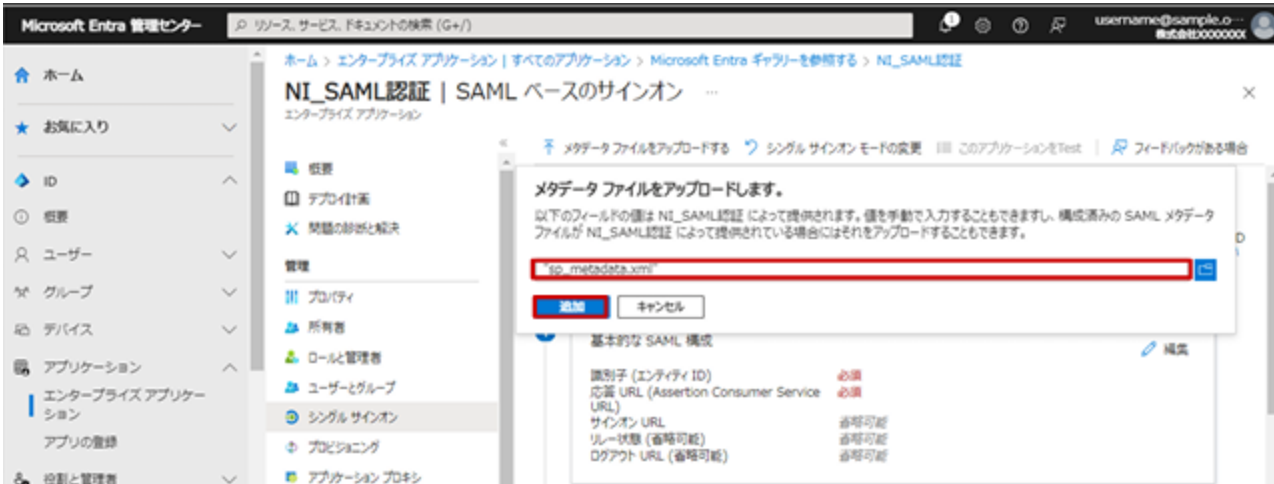 Microsoft Entra 管理センター
リソース、サービス、ドキュメントの検索 (G+/)
1
username@sample.o…
株式会社XXXXXXX
ホーム
お気に入り
ID
概要
ユーザー
グループ
デバイス
アプリケーション
エンタープライズ アプリケー
ション
アプリの登録
役割と管理者
ホーム > エンタープライズ アプリケーション | すべてのアプリケーション > Microsoft Entra ギャラリーを参照する > NI_SAML認証
NI_SAML認証 | SAML ベースのサインオン …
エンタープライズ アプリケーション
概要
デプロイ計画
問題の診断と解決
管理
プロパティ
所有者
ロールと管理者
ユーザーとグループ
シングル サインオン
プロビジョニング
アプリケーション プロキシ
メタデータ ファイルをアップロードする
シングル サインオン モードの変更
このアプリケーションをTest
フィードバックがある場合
メタデータ ファイルをアップロードします。
以下のフィールドの値は NI_SAML認証 によって提供されます。値を手動で入力することもできますし、構成済みの SAML メタデータ
ファイルが NI_SAML認証 によって提供されている場合にはそれをアップロードすることもできます。
"sp_metadata.xml"
追加
キャンセル
D
基本的な SAML 構成
編集
識別子 (エンティティ ID)
必須
応答 URL (Assertion Consumer Service
URL)
必須
サインオン URL
省略可能
リレー状態 (省略可能)
省略可能
ログアウト URL (省略可能)
省略可能